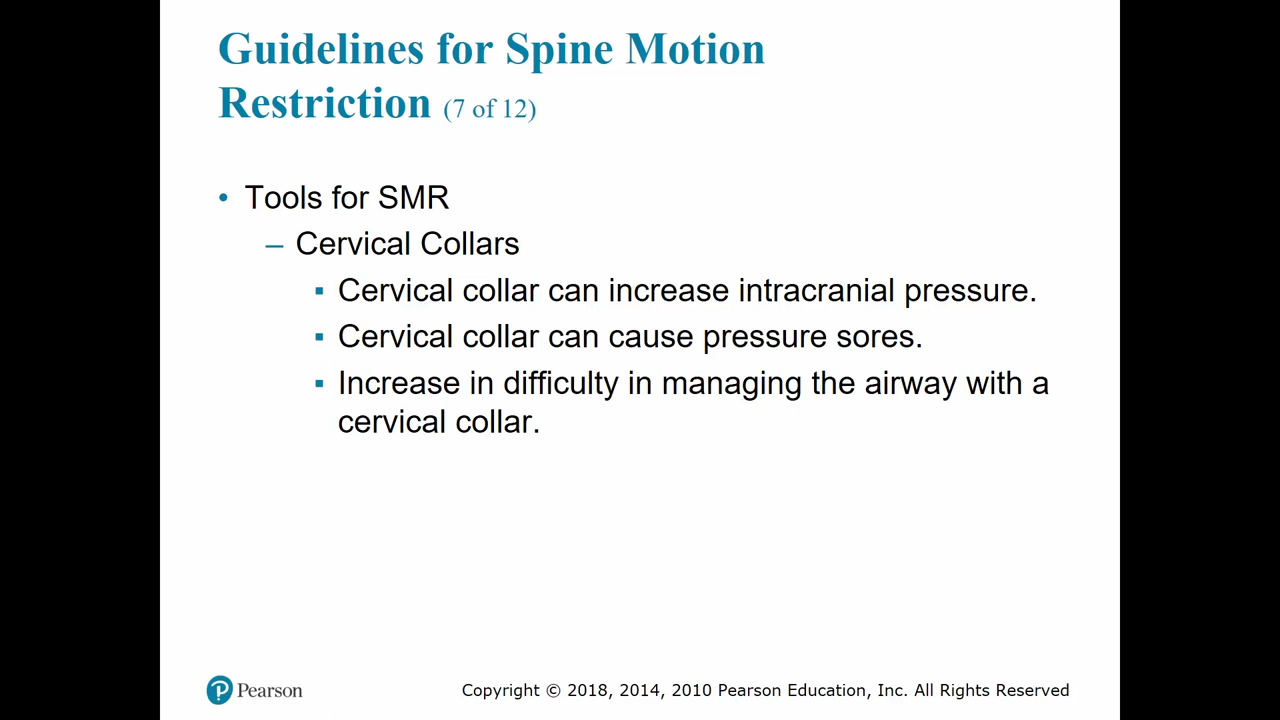 Guidelines for Spine Motion
Restriction (7 of 12)
• Tools for SMR
– Cervical Collars
▪ Cervical collar can increase intracranial pressure.
▪ Cervical collar can cause pressure sores.
▪ Increase in difficulty in managing the airway with a
cervical collar.
Pearson
Copyright © 2018, 2014, 2010 Pearson Education, Inc. All Rights Reserved